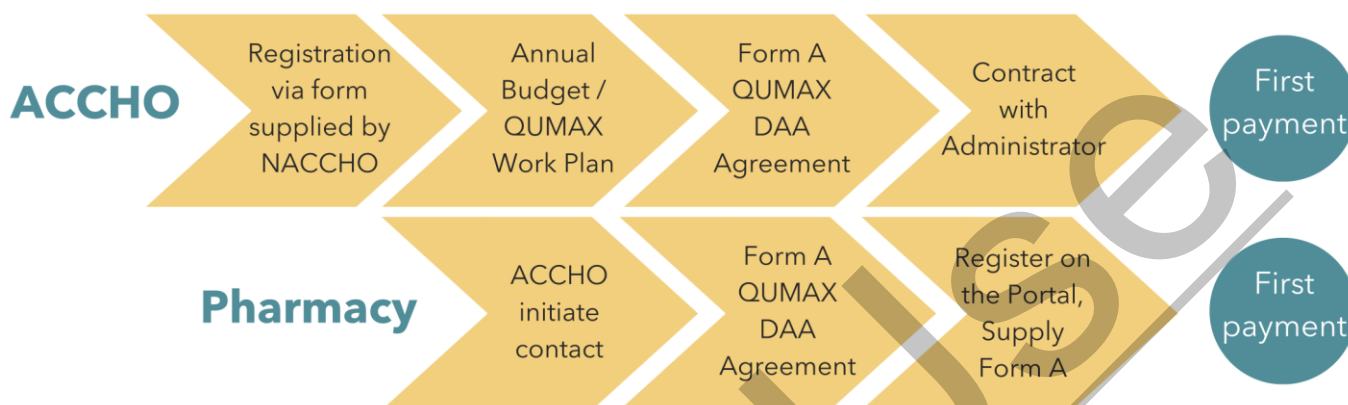 ACCHO
Registration
via form
supplied by
NACCHO
Annual
Budget /
QUMAX
Work Plan
Form A
QUMAX
DAA
Agreement
Contract
with
Administrator
First
payment
Pharmacy
ACCHO
initiate
contact
Form A
QUMAX
DAA
Agreement
Register on
the Portal,
Supply
Form A
First
payment
Use